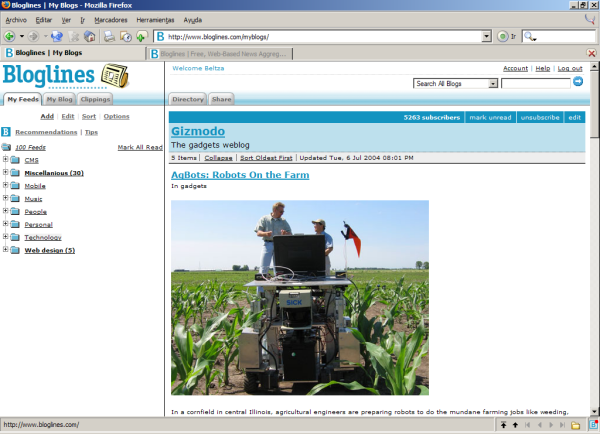 Bloglines | My Blogs - Mozilla Firefox
Archivo Editar Ver Ir Marcadores Herramientas Ayuda
http://www.bloglines.com/myblogs/
Ir
Bloglines | My Blogs
Bloglines | Free, Web-Based News Aggreg...
Bloglines
Welcome Beltza
Account | Help | Log out
Search All Blogs
My Feeds My Blog Clippings
Directory Share
Add | Edit | Sort | Options
Recommendations | Tips
100 Feeds Mark All Read
CMS
Miscellanious (30)
Mobile
Music
People
Personal
Technology
Web design (5)
5263 subscribers mark unread unsubscribe edit
Gizmodo
The gadgets weblog
5 Items | Collapse | Sort Oldest First | Updated Tue, 6 Jul 2004 08:01 PM
AgBots: Robots On the Farm
In gadgets
SICK
In a cornfield in central Illinois, agricultural engineers are preparing robots to do the mundane farming jobs like weeding,
http://www.bloglines.com/